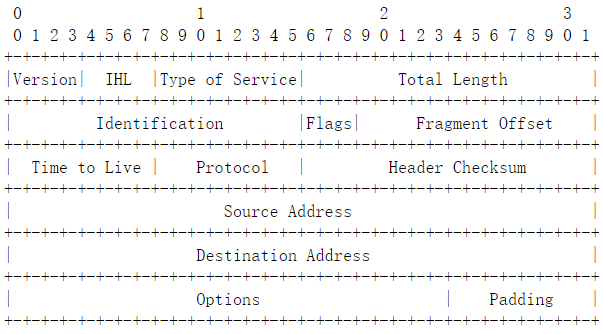 0                   1                   2                   3
 0 1 2 3 4 5 6 7 8 9 0 1 2 3 4 5 6 7 8 9 0 1 2 3 4 5 6 7 8 9 0 1
+-+-+-+-+-+-+-+-+-+-+-+-+-+-+-+-+-+-+-+-+-+-+-+-+-+-+-+-+-+-+-+-+
|Version|  IHL  |Type of Service|          Total Length         |
+-+-+-+-+-+-+-+-+-+-+-+-+-+-+-+-+-+-+-+-+-+-+-+-+-+-+-+-+-+-+-+-+
|         Identification        |Flags|      Fragment Offset    |
+-+-+-+-+-+-+-+-+-+-+-+-+-+-+-+-+-+-+-+-+-+-+-+-+-+-+-+-+-+-+-+-+
|  Time to Live |    Protocol   |         Header Checksum       |
+-+-+-+-+-+-+-+-+-+-+-+-+-+-+-+-+-+-+-+-+-+-+-+-+-+-+-+-+-+-+-+-+
|                       Source Address                          |
+-+-+-+-+-+-+-+-+-+-+-+-+-+-+-+-+-+-+-+-+-+-+-+-+-+-+-+-+-+-+-+-+
|                    Destination Address                        |
+-+-+-+-+-+-+-+-+-+-+-+-+-+-+-+-+-+-+-+-+-+-+-+-+-+-+-+-+-+-+-+-+
|                    Options                    |    Padding    |
+-+-+-+-+-+-+-+-+-+-+-+-+-+-+-+-+-+-+-+-+-+-+-+-+-+-+-+-+-+-+-+-+